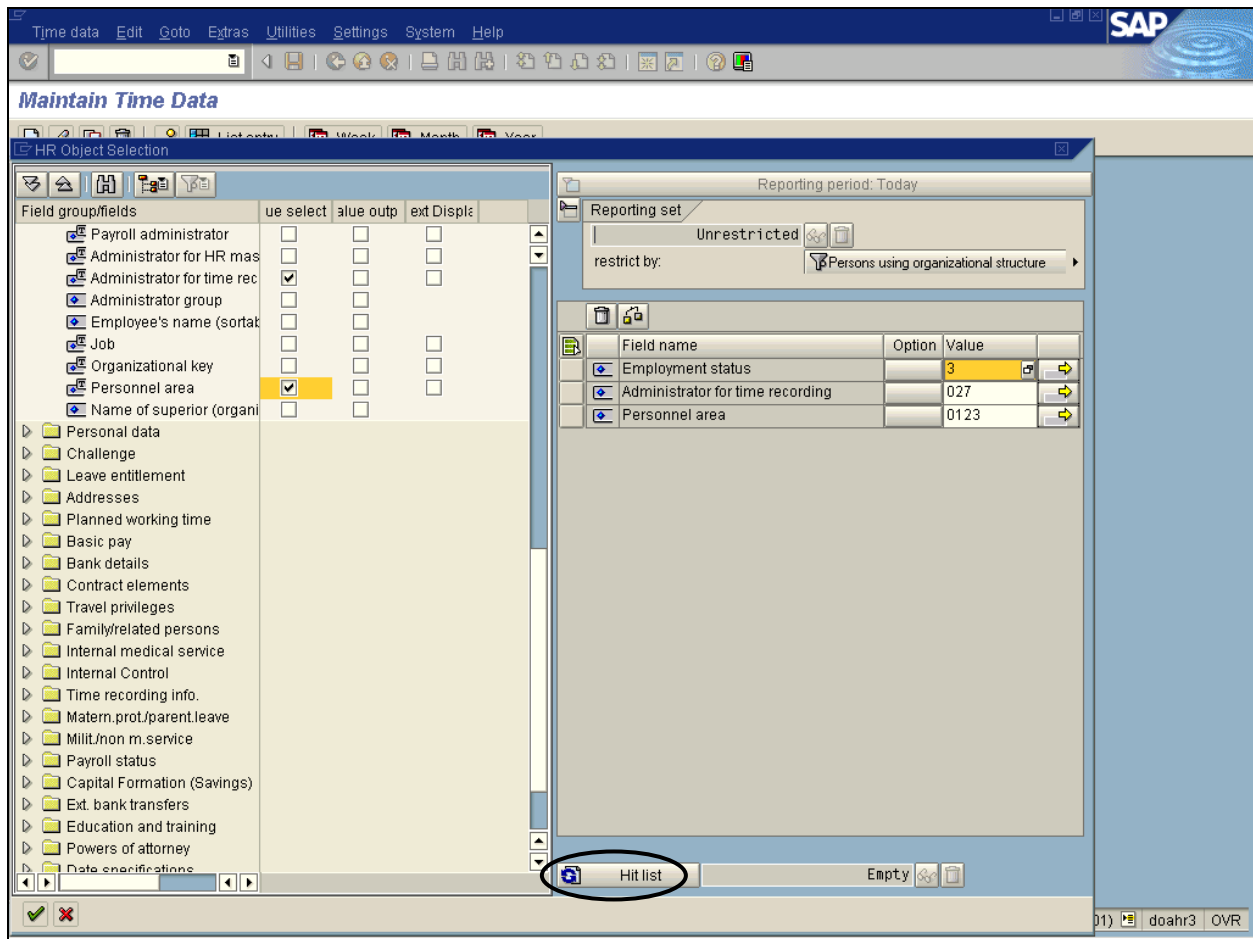 Time data Edit Goto Extras Utilities Settings System Help
SAP
Maintain Time Data
HR Object Selection
Reporting period: Today
Field group/fields ue select alue outp ext Displa
Reporting set
Payroll administrator
Unrestricted
Administrator for HR mas
restrict by: Persons using organizational structure
Administrator for time rec
Administrator group
Employee's name (sortab
Job
Field name Option Value
Organizational key
Employment status 3
Personnel area
Administrator for time recording 027
Name of superior (organi
Personnel area 0123
Personal data
Challenge
Leave entitlement
Addresses
Planned working time
Basic pay
Bank details
Contract elements
Travel privileges
Family/related persons
Internal medical service
Internal Control
Time recording info.
Matern.prot./parent.leave
Milit./non m.service
Payroll status
Capital Formation (Savings)
Ext. bank transfers
Education and training
Powers of attorney
Date specifications
Hit list Empty
01) doahr3 OVR